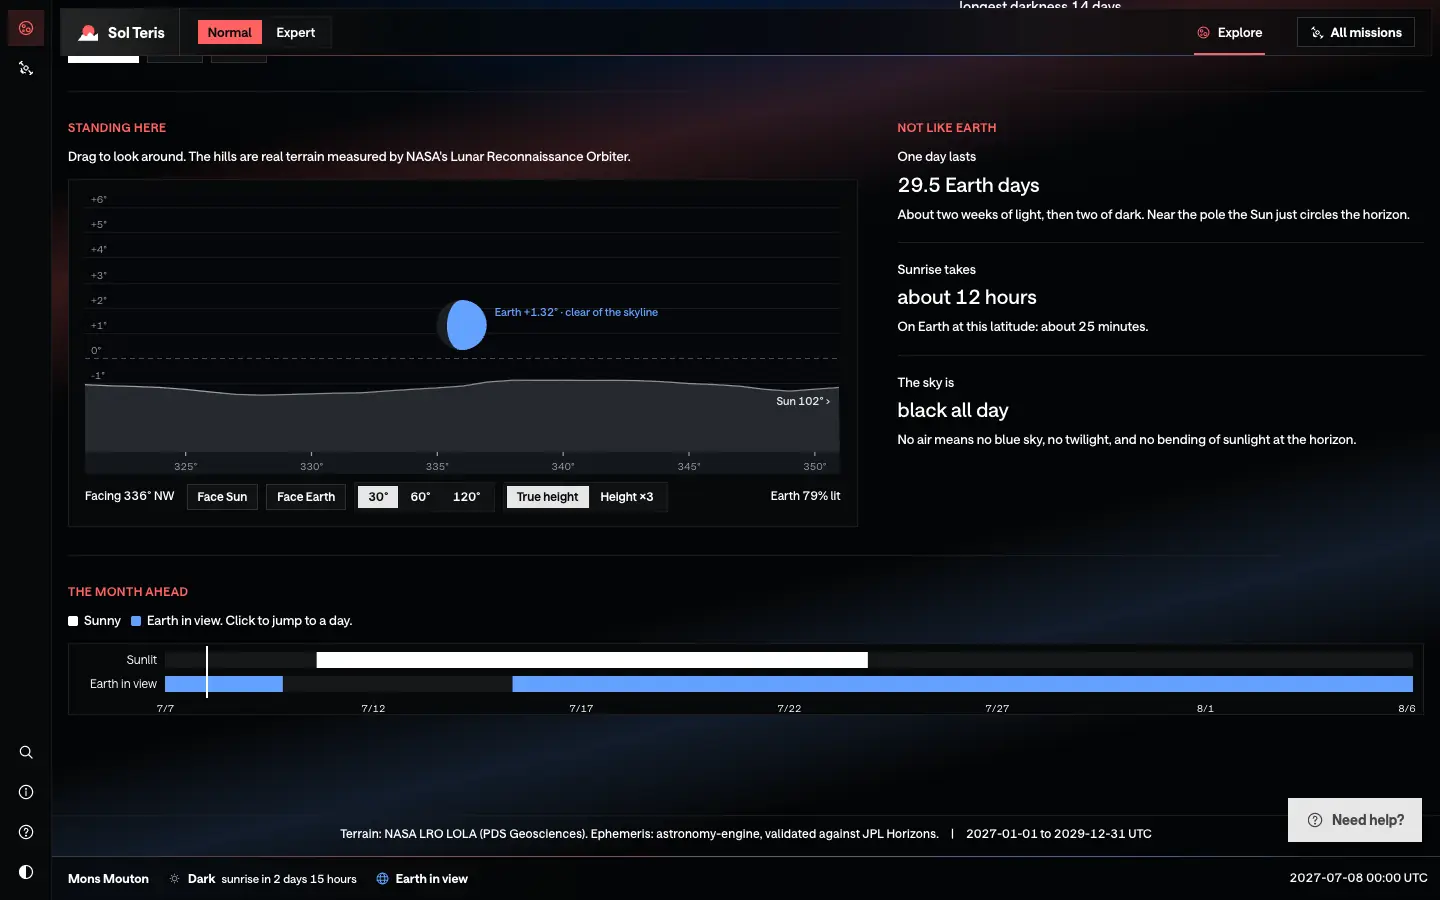 longest darkness 14 days
Sol Teris
Normal
Expert
Explore
All missions
STANDING HERE
Drag to look around. The hills are real terrain measured by NASA's Lunar Reconnaissance Orbiter.
+6°
+5°
+4°
+3°
+2°
+1°
0°
-1°
Earth +1.32° · clear of the skyline
Sun 102° ›
325°
330°
335°
340°
345°
350°
Facing 336° NW
Face Sun
Face Earth
30°
60°
120°
True height
Height ×3
Earth 79% lit
NOT LIKE EARTH
One day lasts
29.5 Earth days
About two weeks of light, then two of dark. Near the pole the Sun just circles the horizon.
Sunrise takes
about 12 hours
On Earth at this latitude: about 25 minutes.
The sky is
black all day
No air means no blue sky, no twilight, and no bending of sunlight at the horizon.
THE MONTH AHEAD
Sunny
Earth in view. Click to jump to a day.
Sunlit
Earth in view
7/7
7/12
7/17
7/22
7/27
8/1
8/6
Terrain: NASA LRO LOLA (PDS Geosciences). Ephemeris: astronomy-engine, validated against JPL Horizons. | 2027-01-01 to 2029-12-31 UTC
Need help?
Mons Mouton
Dark sunrise in 2 days 15 hours
Earth in view
2027-07-08 00:00 UTC